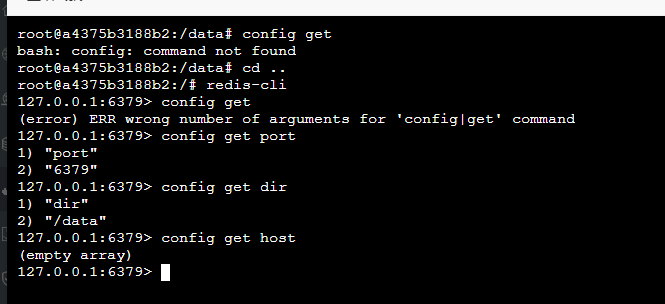 root@a4375b3188b2:/data# config get
bash: config: command not found
root@a4375b3188b2:/data# cd ..
root@a4375b3188b2:/# redis-cli
127.0.0.1:6379> config get
(error) ERR wrong number of arguments for 'config|get' command
127.0.0.1:6379> config get port
1) "port"
2) "6379"
127.0.0.1:6379> config get dir
1) "dir"
2) "/data"
127.0.0.1:6379> config get host
(empty array)
127.0.0.1:6379>